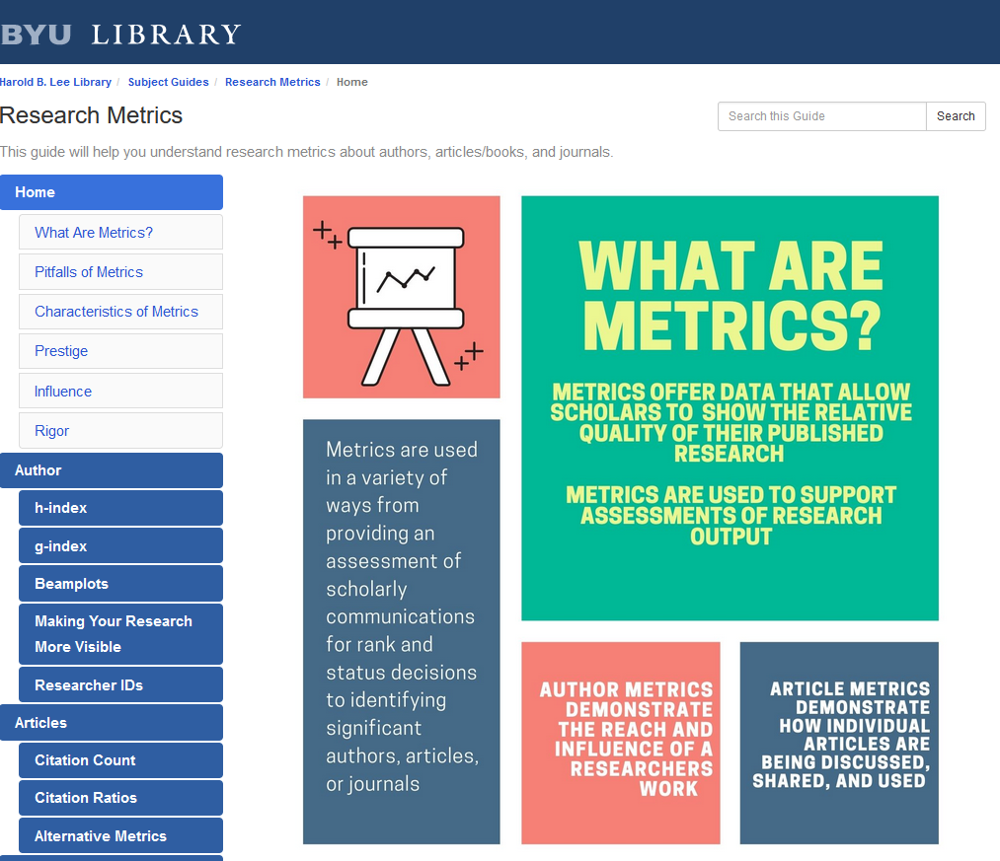 BYU LIBRARY
Harold B. Lee Library / Subject Guides / Research Metrics / Home
Research Metrics
Search this Guide
Search
This guide will help you understand research metrics about authors, articles/books, and journals.
Home
What Are Metrics?
Pitfalls of Metrics
Characteristics of Metrics
Prestige
Influence
Rigor
Author
h-index
g-index
Beamplots
Making Your Research
More Visible
Researcher IDs
Articles
Citation Count
Citation Ratios
Alternative Metrics
WHAT ARE
METRICS?
METRICS OFFER DATA THAT ALLOW
SCHOLARS TO SHOW THE RELATIVE
QUALITY OF THEIR PUBLISHED
RESEARCH
METRICS ARE USED TO SUPPORT
ASSESSMENTS OF RESEARCH
OUTPUT
Metrics are used
in a variety of
ways from
providing an
assessment of
scholarly
communications
for rank and
status decisions
to identifying
significant
authors, articles,
or journals
AUTHOR METRICS
DEMONSTRATE
THE REACH AND
INFLUENCE OF A
RESEARCHERS
WORK
ARTICLE METRICS
DEMONSTRATE
HOW INDIVIDUAL
ARTICLES ARE
BEING DISCUSSED,
SHARED, AND USED